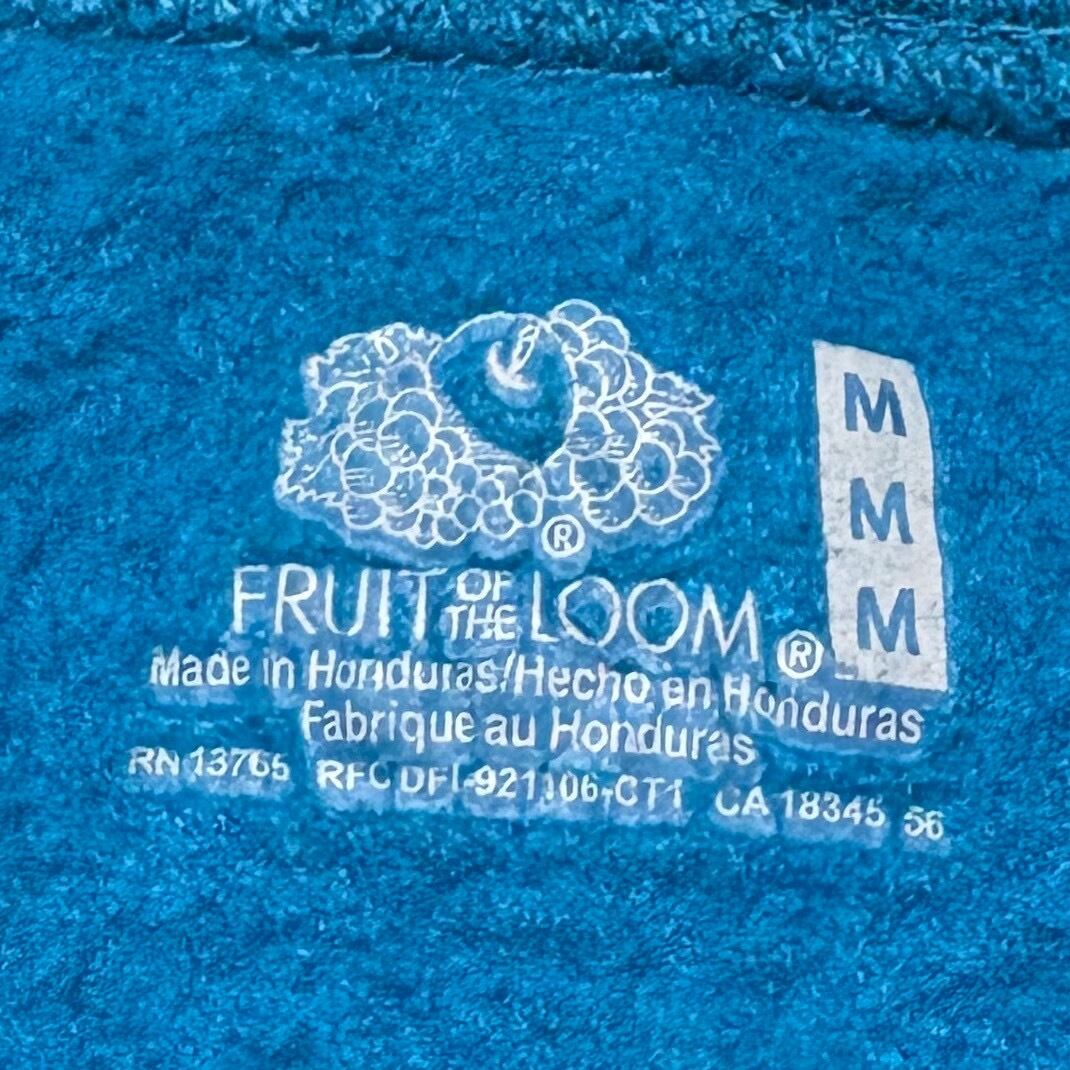 ®
FRUIT OF THE LOOM ®
Made in Honduras/Hecho en Honduras
Fabrique au Honduras
RN 13765 RFC DFI-921106-CT1 CA 18345 56
M
M
M